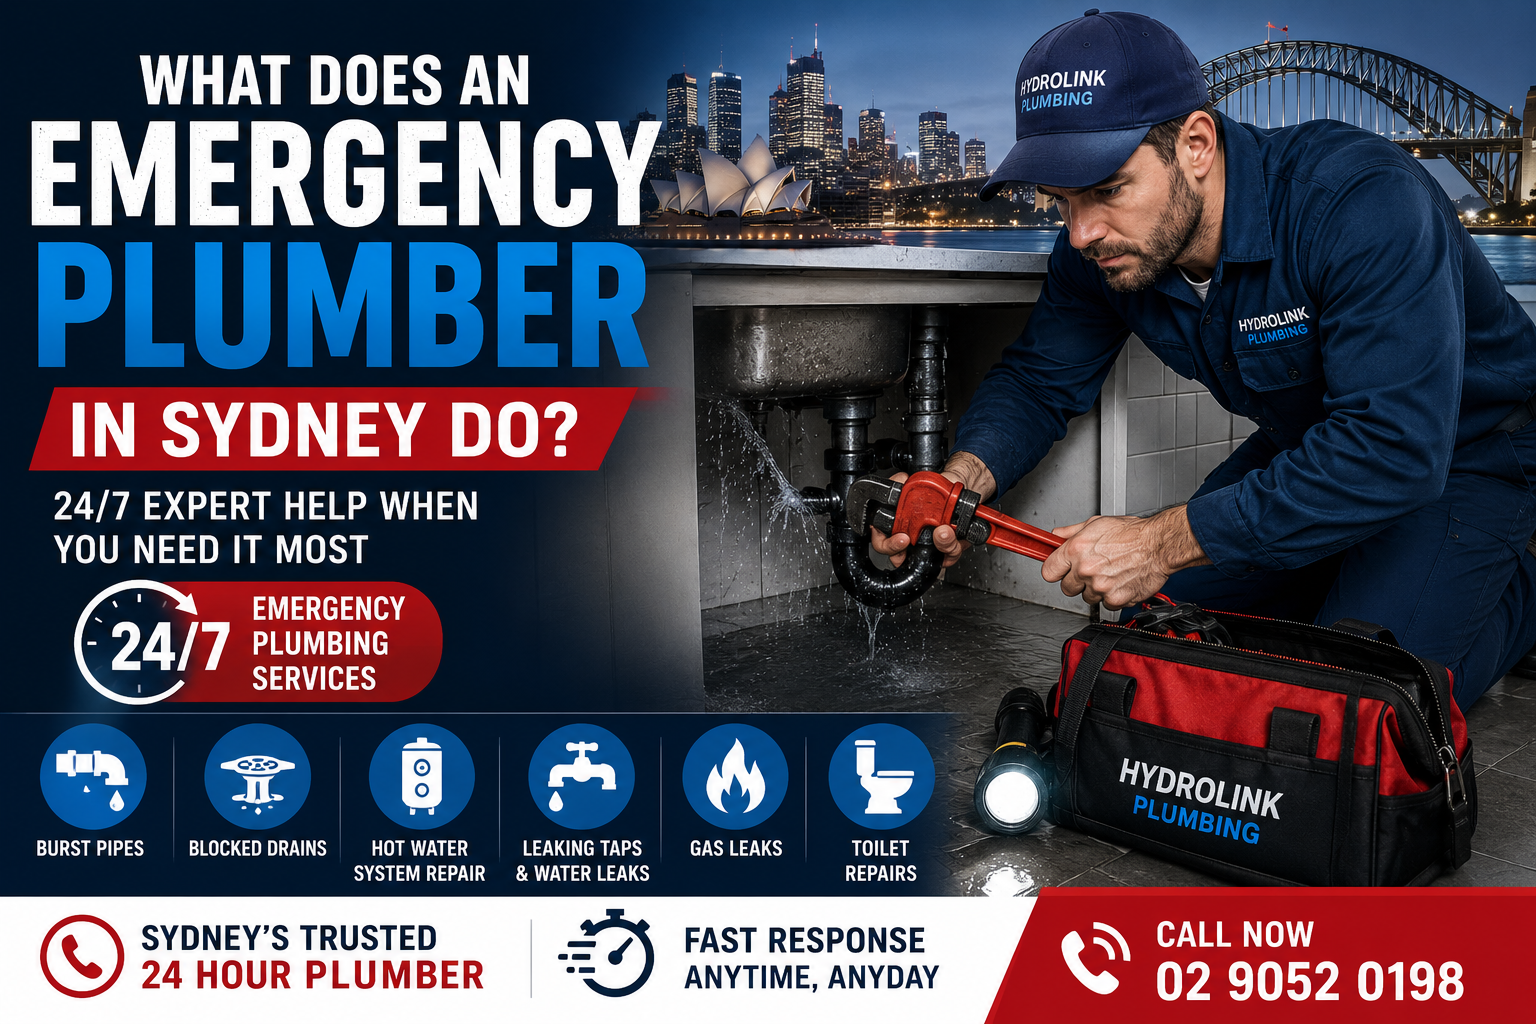 WHAT DOES AN
EMERGENCY
PLUMBER
IN SYDNEY DO?
24/7 EXPERT HELP WHEN
YOU NEED IT MOST
24/7
EMERGENCY
PLUMBING
SERVICES
HYDROLINK
PLUMBING
HYDROLINK
PLUMBING
HYDROLINK
PLUMBING
BURST PIPES
BLOCKED DRAINS
HOT WATER
SYSTEM REPAIR
LEAKING TAPS
& WATER LEAKS
GAS LEAKS
TOILET
REPAIRS
SYDNEY'S TRUSTED
24 HOUR PLUMBER
FAST RESPONSE
ANYTIME, ANYDAY
CALL NOW
02 9052 0198